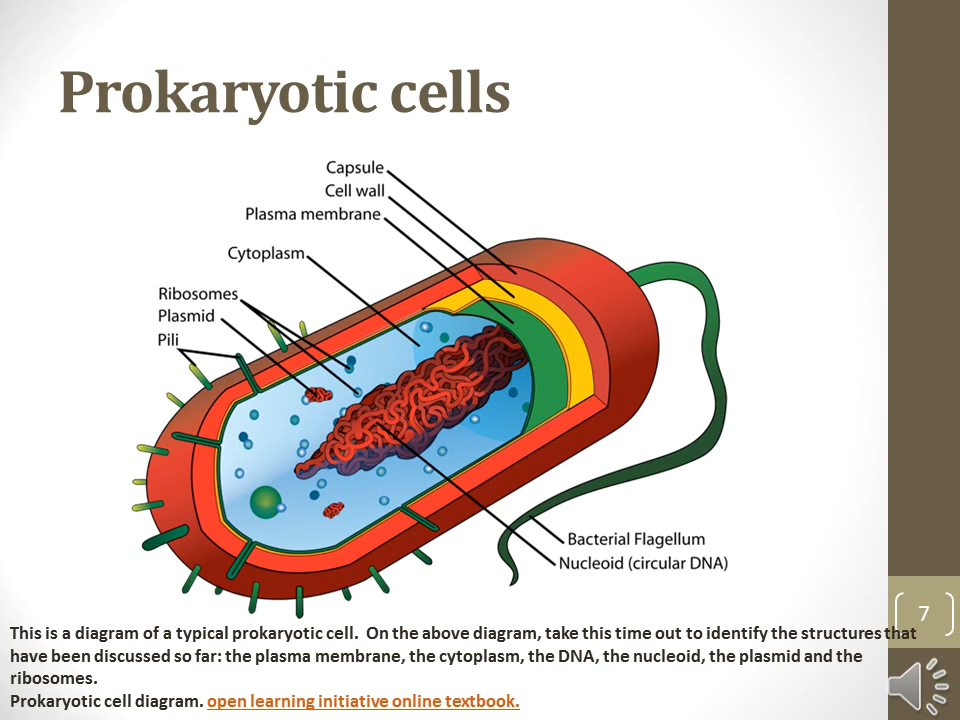 Prokaryotic cells
Capsule
Cell wall
Plasma membrane
Cytoplasm
Ribosomes
Plasmid
Pili
Bacterial Flagellum
Nucleoid (circular DNA)
7
This is a diagram of a typical prokaryotic cell.  On the above diagram, take this time out to identify the structures that
have been discussed so far: the plasma membrane, the cytoplasm, the DNA, the nucleoid, the plasmid and the
ribosomes.
Prokaryotic cell diagram. open learning initiative online textbook.